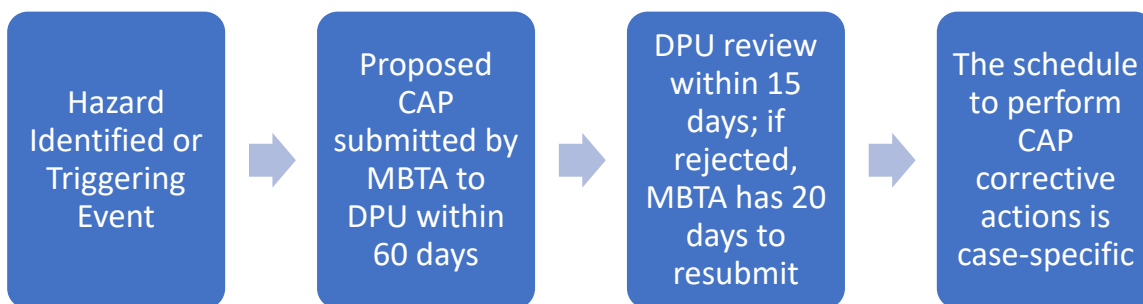 Hazard
Identified or
Triggering
Event
Proposed
CAP
submitted by
MBTA to
DPU within
60 days
DPU review
within 15
days; if
rejected,
MBTA has 20
days to
resubmit
The schedule
to perform
CAP
corrective
actions is
case-specific